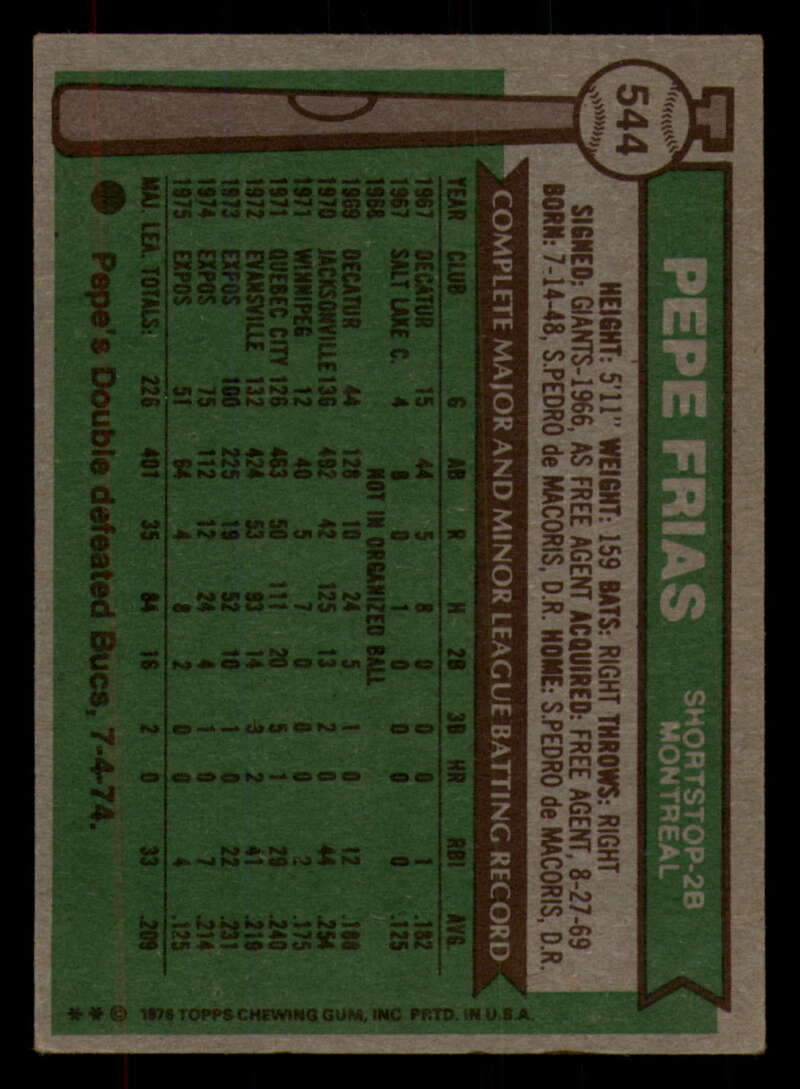 544
PEPE FRIAS
SHORTSTOP-2B
MONTREAL
HEIGHT: 5'11" WEIGHT: 159 BATS: RIGHT THROWS: RIGHT
SIGNED: GIANTS-1966, AS FREE AGENT ACQUIRED: FREE AGENT, 8-27-69
BORN: 7-14-48, S.PEDRO de MACORIS, D.R. HOME: S.PEDRO de MACORIS, D.R.
COMPLETE MAJOR AND MINOR LEAGUE BATTING RECORD
YEAR CLUB G AB R H 2B 3B HR RBI AVG.
1967 DECATUR 15 44 5 8 0 0 0 1 .182
1967 SALT LAKE C. 4 8 0 1 0 0 0 0 .125
1968 NOT IN ORGANIZED BALL
1969 DECATUR 44 128 10 24 5 1 0 12 .188
1970 JACKSONVILLE 136 492 42 125 13 2 0 44 .254
1971 WINNIPEG 12 40 5 7 0 0 0 2 .175
1971 QUEBEC CITY 126 463 50 111 20 5 1 29 .240
1972 EVANSVILLE 132 424 53 93 14 3 2 41 .219
1973 EXPOS 100 225 19 52 10 1 0 22 .231
1974 EXPOS 75 112 12 24 4 1 0 7 .214
1975 EXPOS 51 64 4 8 2 0 0 4 .125
MAJ. LEA. TOTALS: 226 401 35 84 16 2 0 33 .209
Pepe's Double defeated Bucs, 7-4-74.
** © 1976 TOPPS CHEWING GUM, INC. PRTD. IN U.S.A.